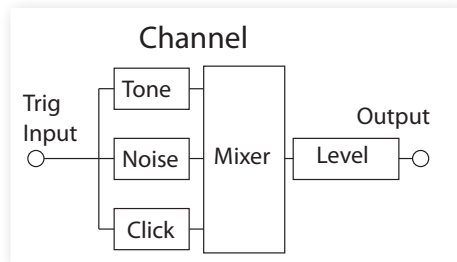 Channel
Trig
Input
Tone
Noise
Click
Mixer
Level
Output